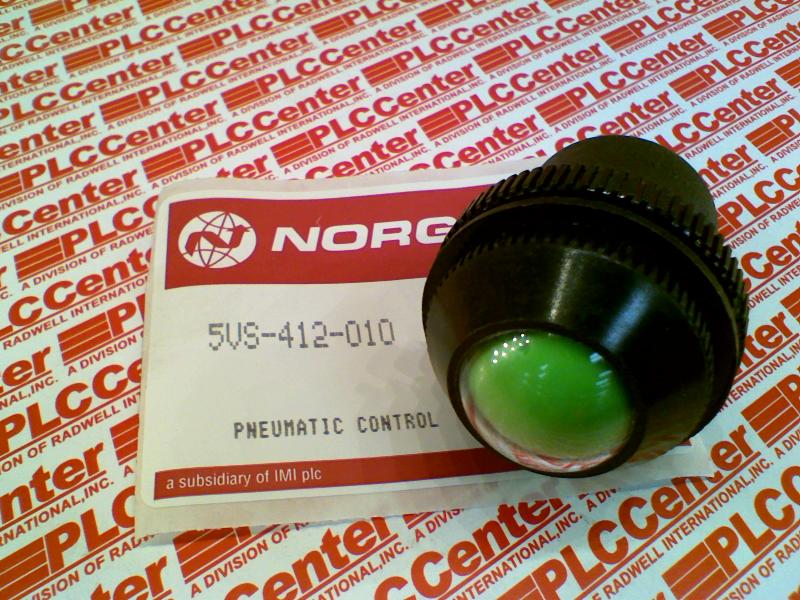 NORG
5VS-412-010
PNEUMATIC CONTROL
a subsidiary of IMI plc
PLCCenter
A DIVISION OF RADWELL INTERNATIONAL, INC.